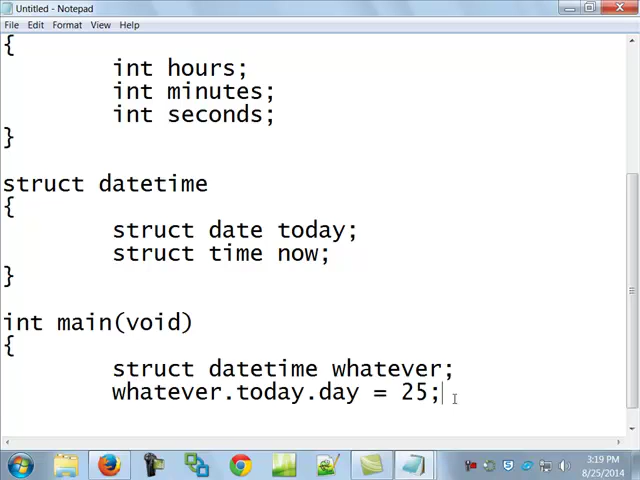 Untitled - Notepad
File Edit Format View Help
{
int hours;
int minutes;
int seconds;
}
struct datetime
{
struct date today;
struct time now;
}
int main(void)
{
struct datetime whatever;
whatever.today.day = 25;
3:19 PM
8/25/2014